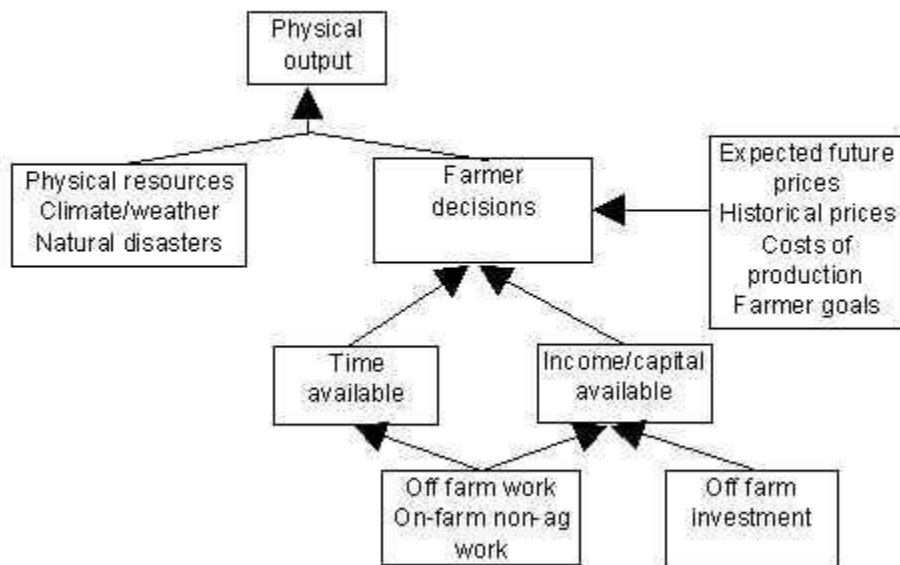 Physical
output
Physical resources
Climate/weather
Natural disasters
Farmer
decisions
Expected future
prices
Historical prices
Costs of
production
Farmer goals
Time
available
Income/capital
available
Off farm work
On-farm non-ag
work
Off farm
investment